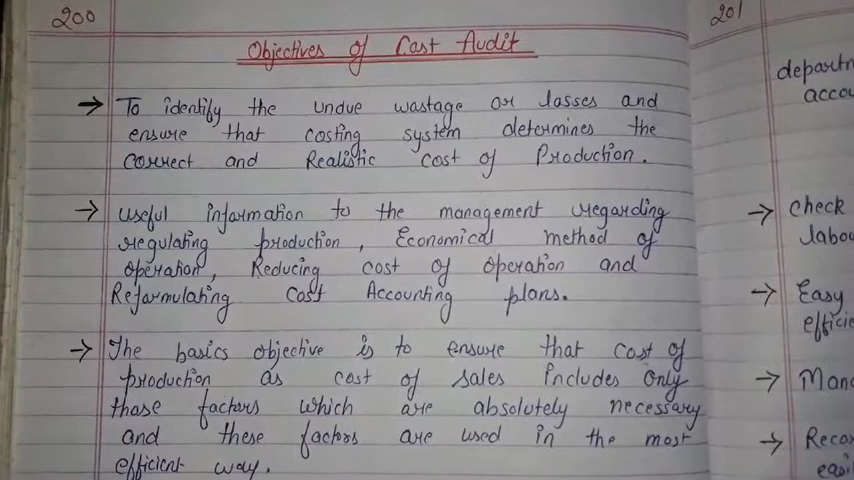 200
Objectives of Cost Audit
→ To identify the undue wastage or losses and
ensure that costing system determines the
correct and Realistic cost of Production.
→ useful information to the management regarding
regulating production, Economical method of
operation, Reducing cost of operation and
Reformulating cost Accounting plans.
→ The basics objective is to ensure that cost of
production as cost of sales includes only
those factors which are absolutely necessary
and these factors are used in the most
efficient way.
201
→ check
→ Easy